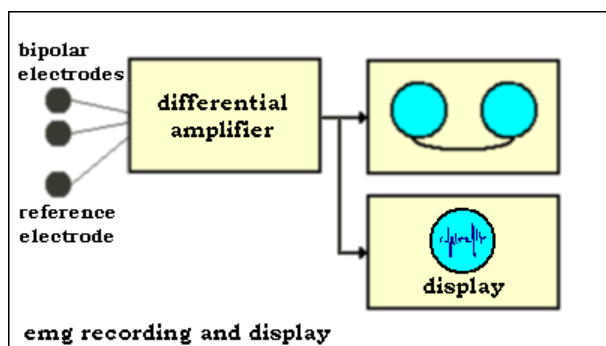 bipolar
electrodes
differential
amplifier
reference
electrode
display
emg recording and display